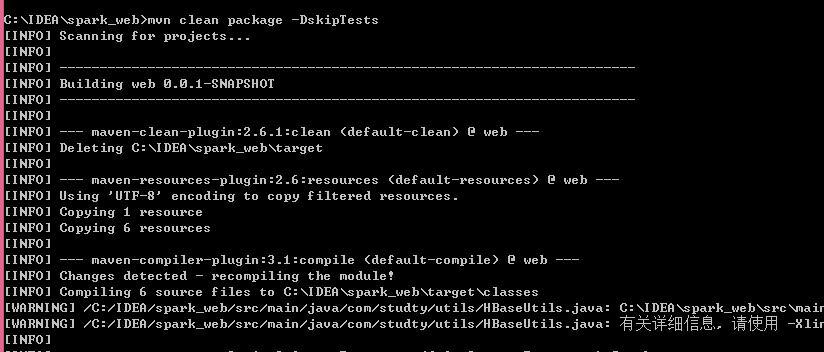 C:\IDEA\spark_web>mvn clean package -DskipTests
[INFO] Scanning for projects...
[INFO]
[INFO] ------------------------------------------------------------------------
[INFO] Building web 0.0.1-SNAPSHOT
[INFO] ------------------------------------------------------------------------
[INFO]
[INFO] --- maven-clean-plugin:2.6.1:clean (default-clean) @ web ---
[INFO] Deleting C:\IDEA\spark_web\target
[INFO]
[INFO] --- maven-resources-plugin:2.6:resources (default-resources) @ web ---
[INFO] Using 'UTF-8' encoding to copy filtered resources.
[INFO] Copying 1 resource
[INFO] Copying 6 resources
[INFO]
[INFO] --- maven-compiler-plugin:3.1:compile (default-compile) @ web ---
[INFO] Changes detected - recompiling the module!
[INFO] Compiling 6 source files to C:\IDEA\spark_web\target\classes
[WARNING] /C:/IDEA/spark_web/src/main/java/com/studty/utils/HBaseUtils.java: C:\IDEA\spark_web\src\main
[WARNING] /C:/IDEA/spark_web/src/main/java/com/studty/utils/HBaseUtils.java: 有关详细信息, 请使用 -Xlin
[INFO]